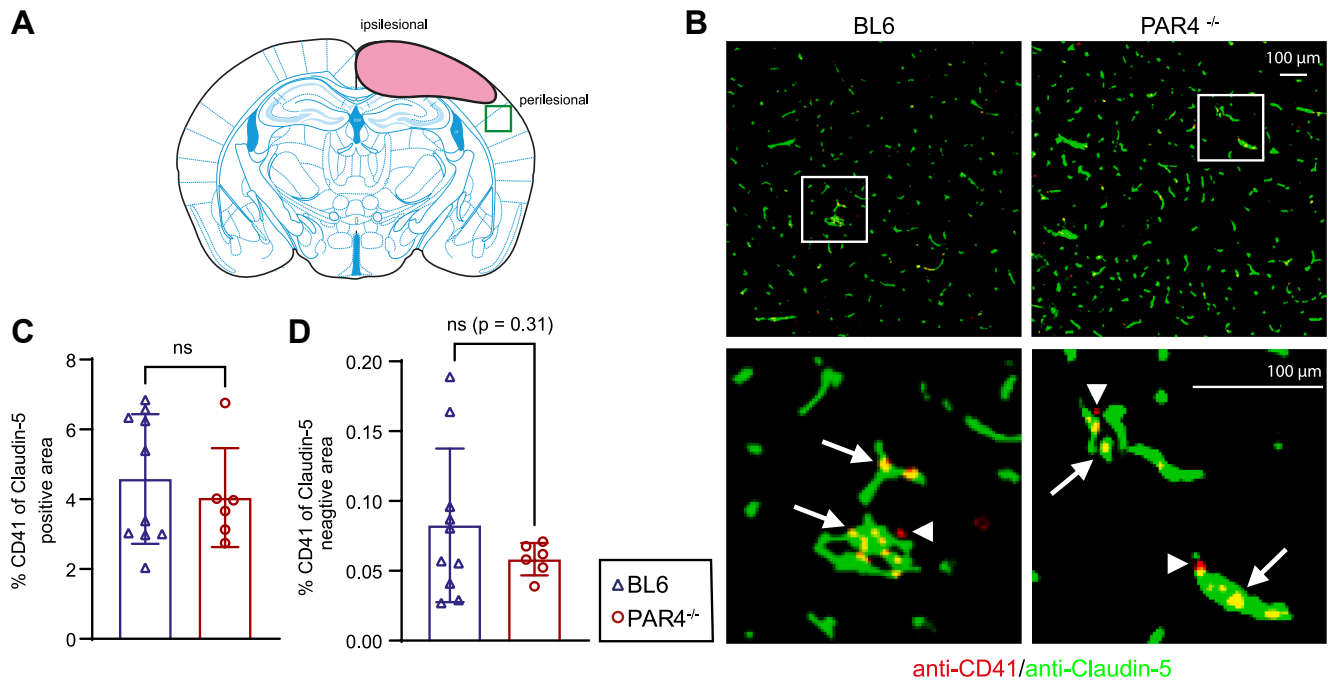 A
ipsilesional
perilesional
B
BL6
PAR4 -/-
100 µm
100 µm
anti-CD41/anti-Claudin-5
C
% CD41 of Claudin-5
positive area
8
6
4
2
0
ns
D
% CD41 of Claudin-5
neagtive area
0.20
0.15
0.10
0.05
0.00
ns (p = 0.31)
BL6
PAR4-/-